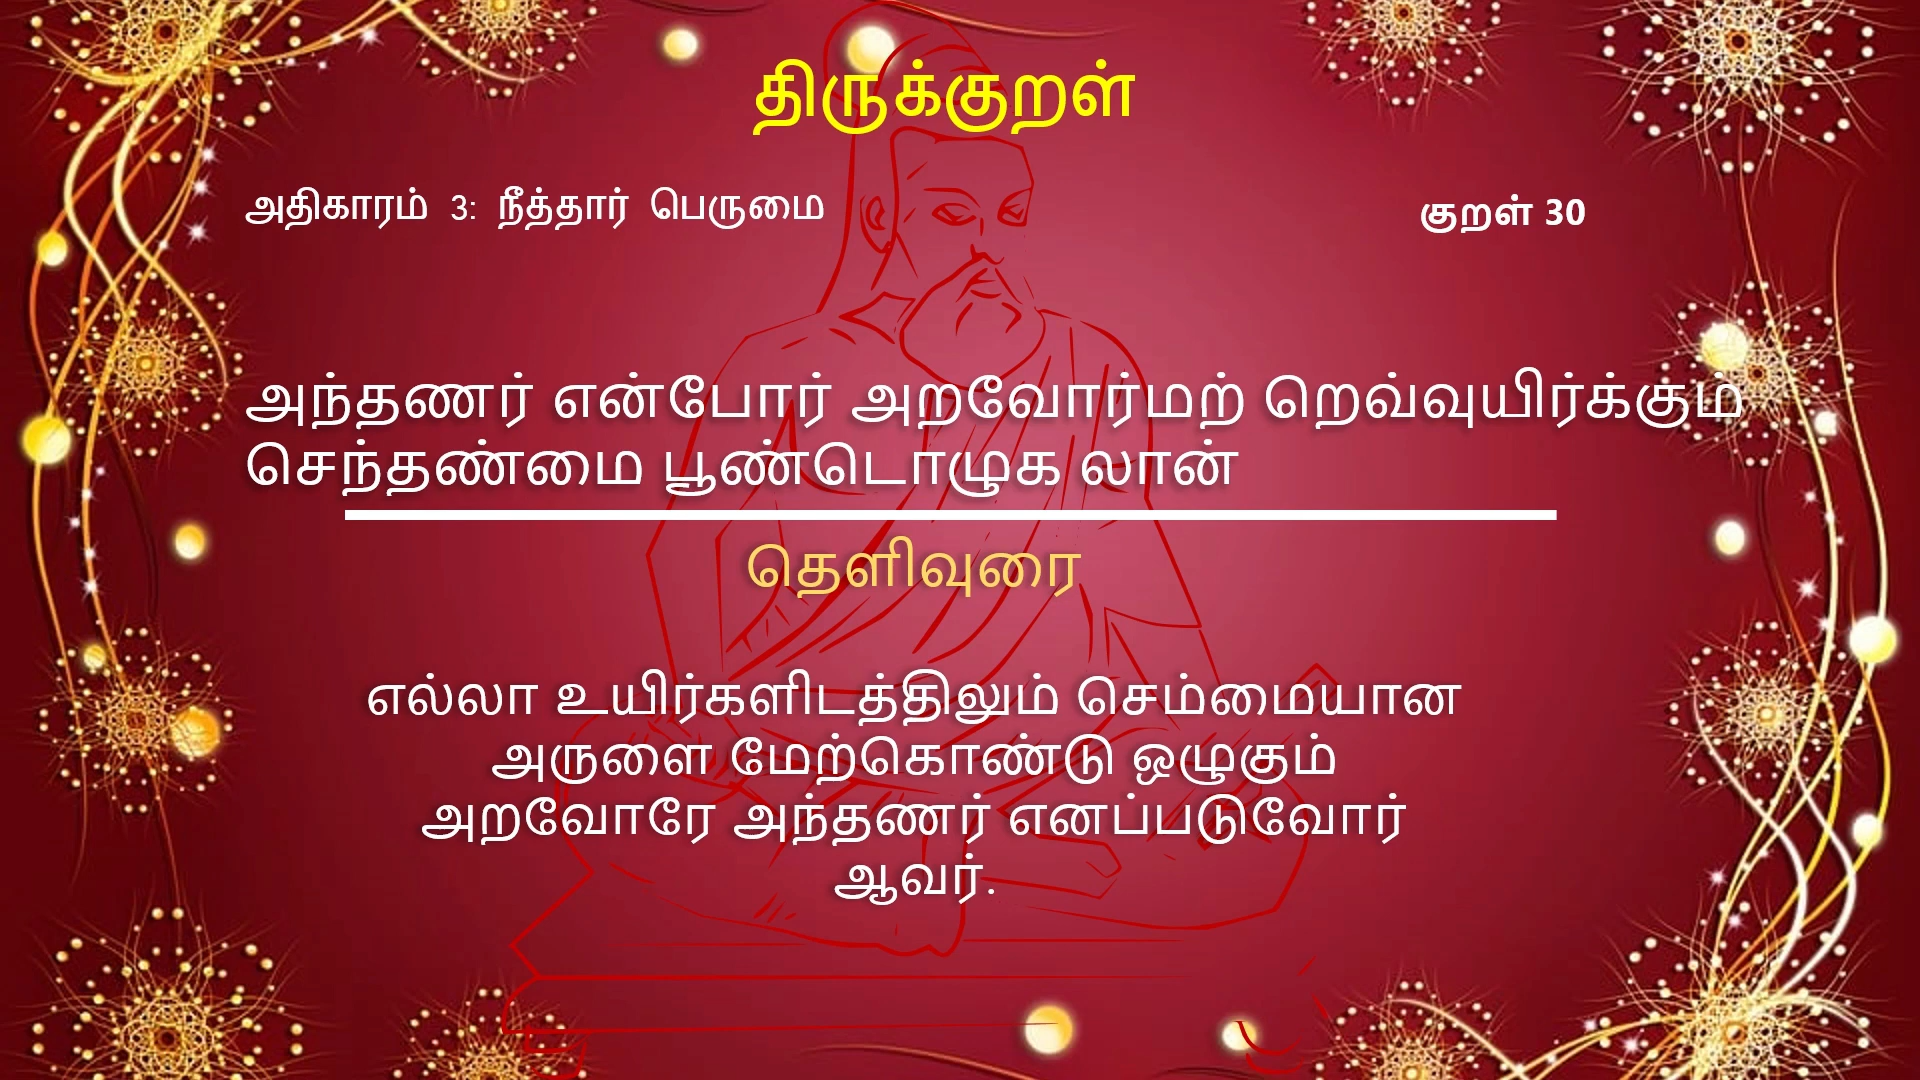 திருக்குறள்
அதிகாரம் 3: நீத்தார் பெருமை
குறள் 30
அந்தணர் என்போர் அறவோர்மற் றெவ்வுயிர்க்கும்
செந்தண்மை பூண்டொழுக லான்
தெளிவுரை
எல்லா உயிர்களிடத்திலும் செம்மையான
அருளை மேற்கொண்டு ஒழுகும்
அறவோரே அந்தணர் எனப்படுவோர்
ஆவர்.